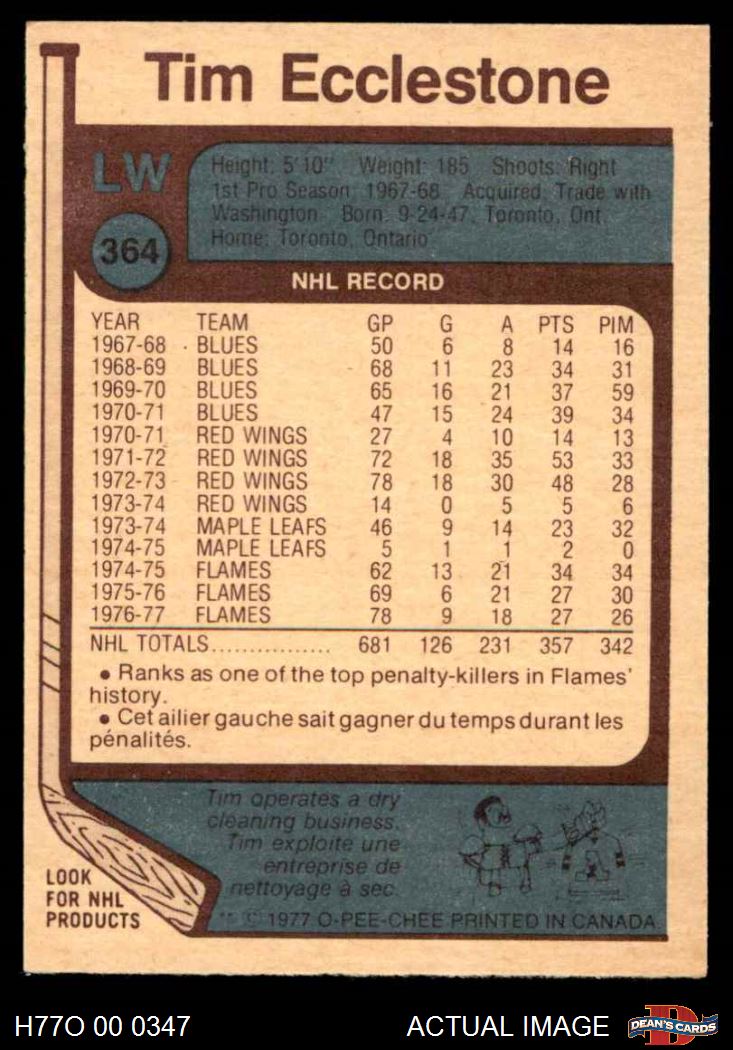 Tim Ecclestone
LW
Height: 5'10" Weight: 185 Shoots: Right
1st Pro Season: 1967-68 Acquired: Trade with
Washington Born: 9-24-47, Toronto, Ont.
Home: Toronto, Ontario
364
NHL RECORD
YEAR TEAM GP G A PTS PIM
1967-68 BLUES 50 6 8 14 16
1968-69 BLUES 68 11 23 34 31
1969-70 BLUES 65 16 21 37 59
1970-71 BLUES 47 15 24 39 34
1970-71 RED WINGS 27 4 10 14 13
1971-72 RED WINGS 72 18 35 53 33
1972-73 RED WINGS 78 18 30 48 28
1973-74 RED WINGS 14 0 5 5 6
1973-74 MAPLE LEAFS 46 9 14 23 32
1974-75 MAPLE LEAFS 5 1 1 2 0
1974-75 FLAMES 62 13 21 34 34
1975-76 FLAMES 69 6 21 27 30
1976-77 FLAMES 78 9 18 27 26
NHL TOTALS................ 681 126 231 357 342
• Ranks as one of the top penalty-killers in Flames'
history.
• Cet ailier gauche sait gagner du temps durant les
pénalités.
Tim operates a dry
cleaning business.
Tim exploite une
entreprise de
nettoyage à sec.
LOOK
FOR NHL
PRODUCTS
** © 1977 O-PEE-CHEE PRINTED IN CANADA
H77O 00 0347
ACTUAL IMAGE
D
DEAN'S CARDS